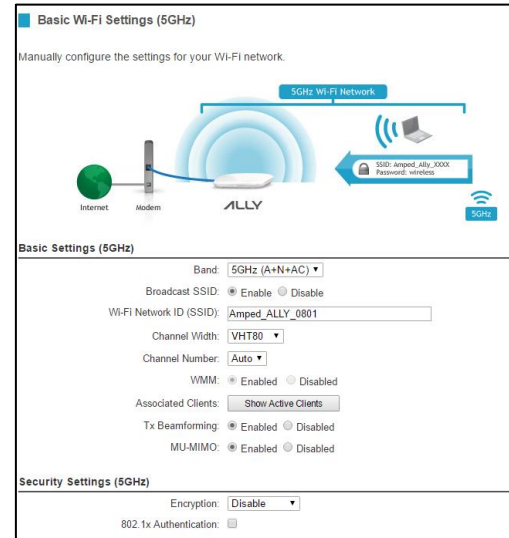 Basic Wi-Fi Settings (5GHz)
Manually configure the settings for your Wi-Fi network.
5GHz Wi-Fi Network
SSID: Amped_Ally_XXXX
Password: wireless
Internet
Modem
ALLY
5GHz
Basic Settings (5GHz)
Band: 5GHz (A+N+AC)
Broadcast SSID: Enable Disable
Wi-Fi Network ID (SSID): Amped_ALLY_0801
Channel Width: VHT80
Channel Number: Auto
WMM: Enabled Disabled
Associated Clients: Show Active Clients
Tx Beamforming: Enabled Disabled
MU-MIMO: Enabled Disabled
Security Settings (5GHz)
Encryption: Disable
802.1x Authentication: